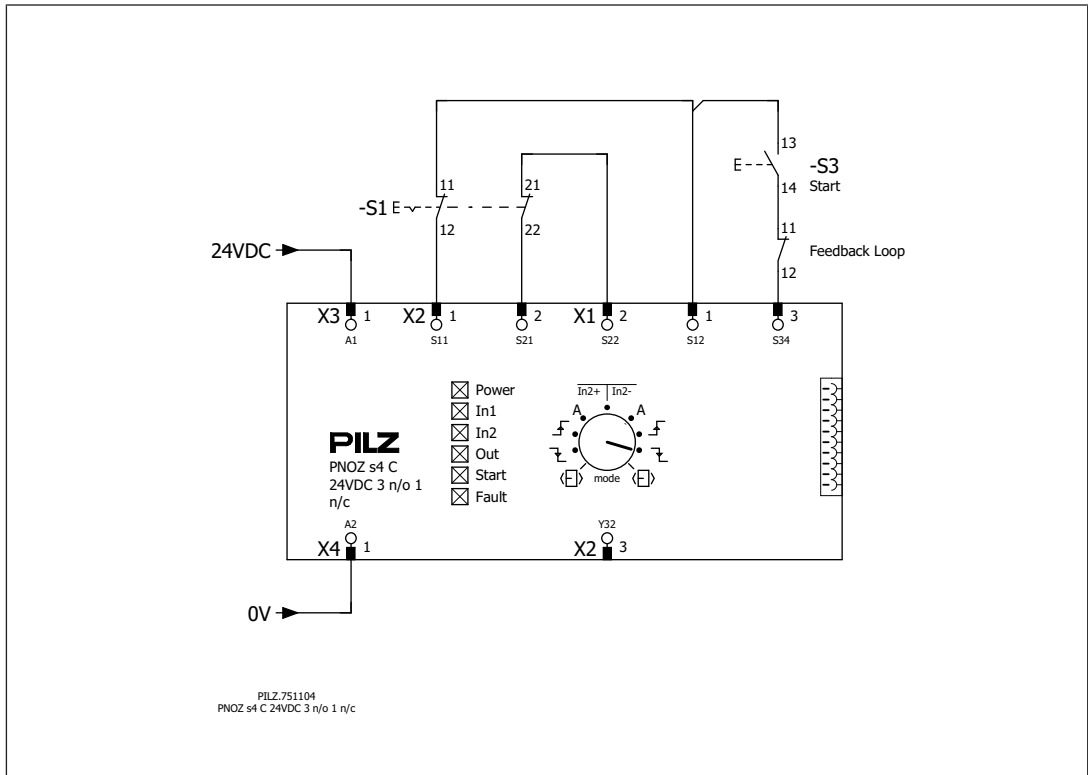 13
-S3
E
14 Start
11 21
-S1 E
12 22
11
Feedback Loop
12
24VDC
X3 1 X2 1 2 X1 2 1 3
A1 S11 S21 S22 S12 S34
Power
In1
In2
Out
Start
Fault
In2+ In2-
A A
mode
PILZ
PNOZ s4 C
24VDC 3 n/o 1
n/c
A2 Y32
X4 1 X2 3
0V
PILZ.751104
PNOZ s4 C 24VDC 3 n/o 1 n/c